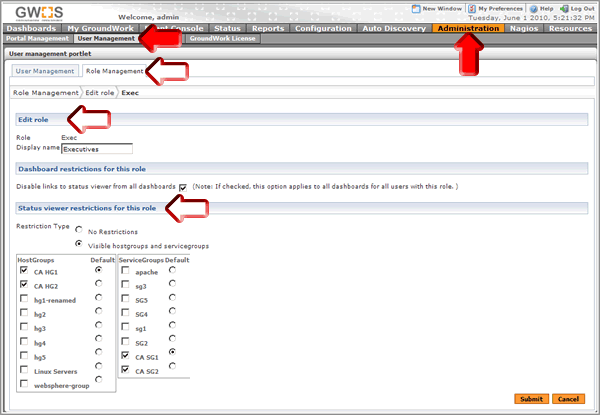 GWOS
Welcome, admin
New Window My Preferences Help Log Out
Tuesday, June 1 2010, 5:21:32 PM
Dashboards My GroundWork Console Status Reports Configuration Auto Discovery Administration Nagios Resources
Portal Management User Management GroundWork License
User management portlet
User Management Role Management
Role Management Edit role Exec
Edit role
Role Exec
Display name Executives
Dashboard restrictions for this role
Disable links to status viewer from all dashboards (Note: If checked, this option applies to all dashboards for all users with this role. )
Status viewer restrictions for this role
Restriction Type No Restrictions
Visible hostgroups and servicegroups
HostGroups Default ServiceGroups Default
CA HG1 apache
CA HG2 sg3
hg1-renamed SG5
hg2 SG4
hg3 sg1
hg4 SG2
hg5 CA SG1
Linux Servers CA SG2
websphere-group
Submit Cancel